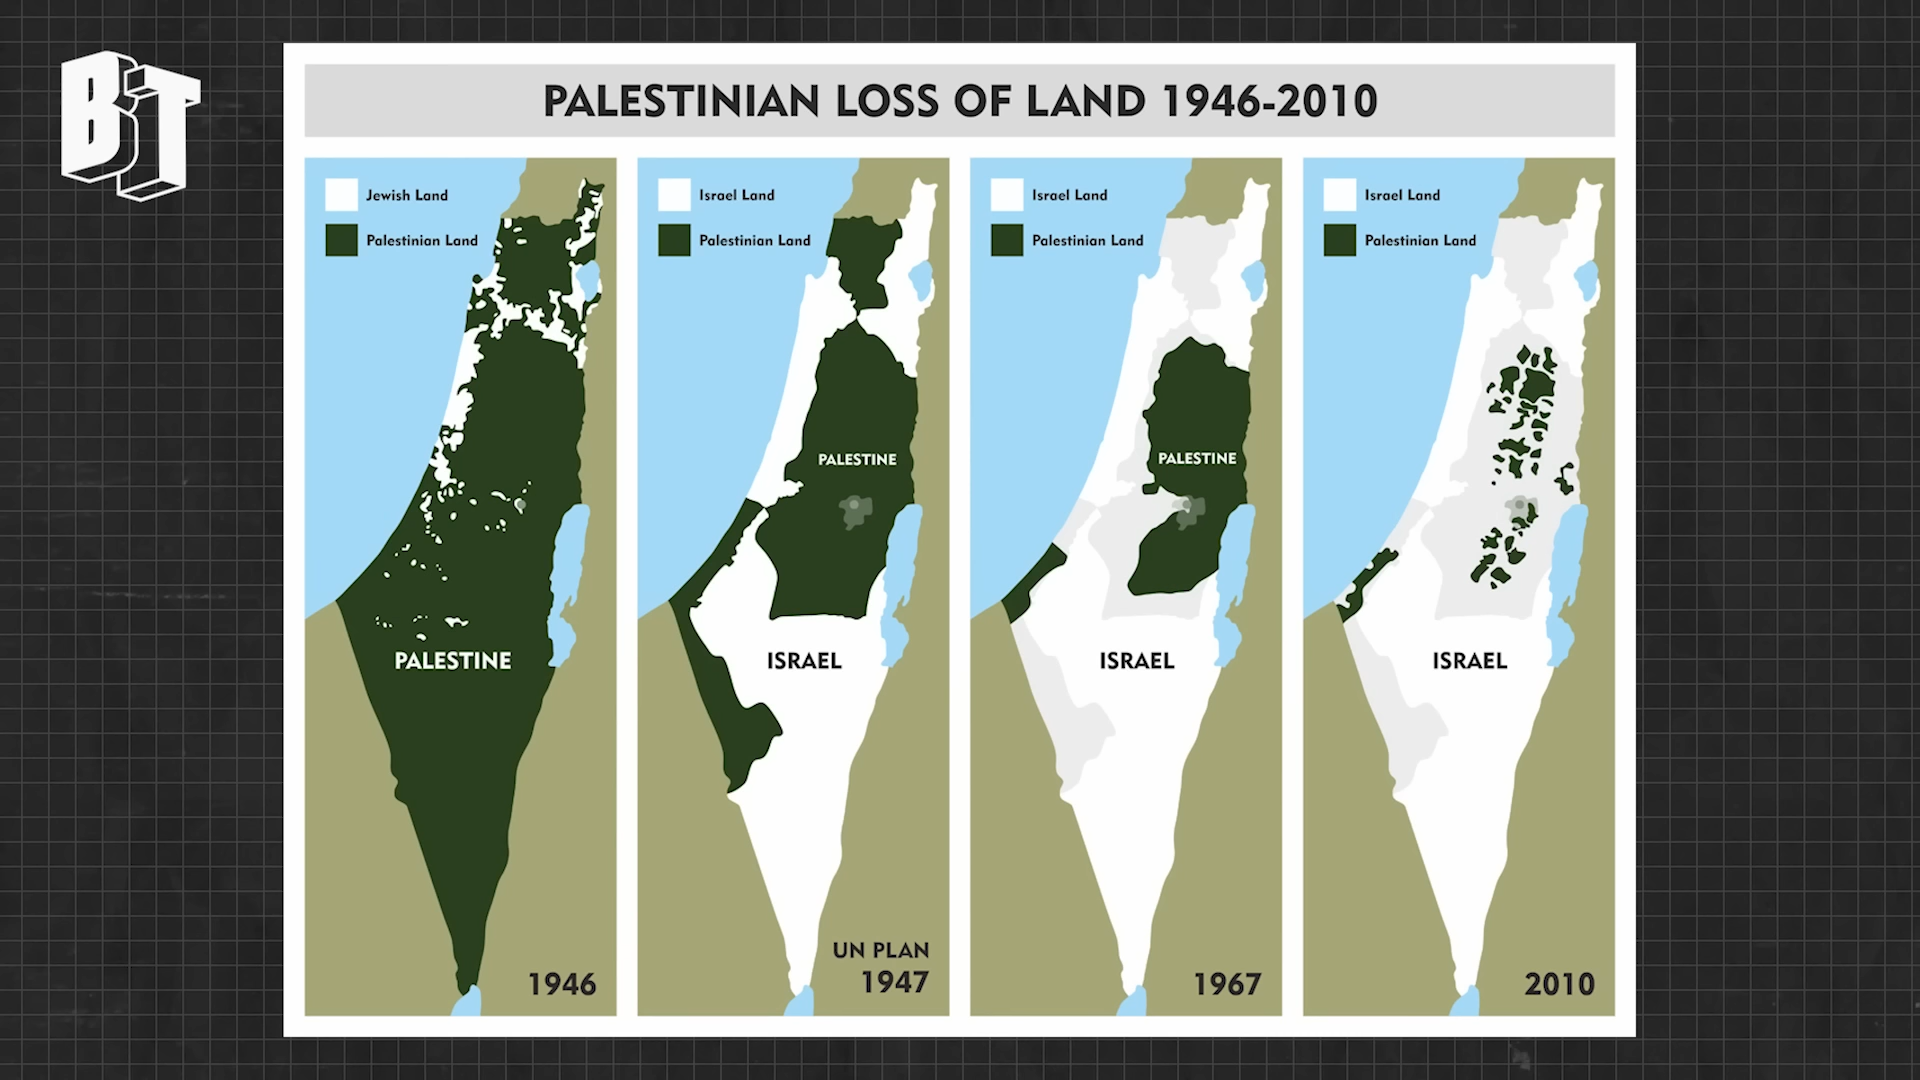 BT
PALESTINIAN LOSS OF LAND 1946-2010
Jewish Land
Palestinian Land
PALESTINE
1946
Israel Land
Palestinian Land
PALESTINE
ISRAEL
UN PLAN
1947
Israel Land
Palestinian Land
PALESTINE
ISRAEL
1967
Israel Land
Palestinian Land
ISRAEL
2010